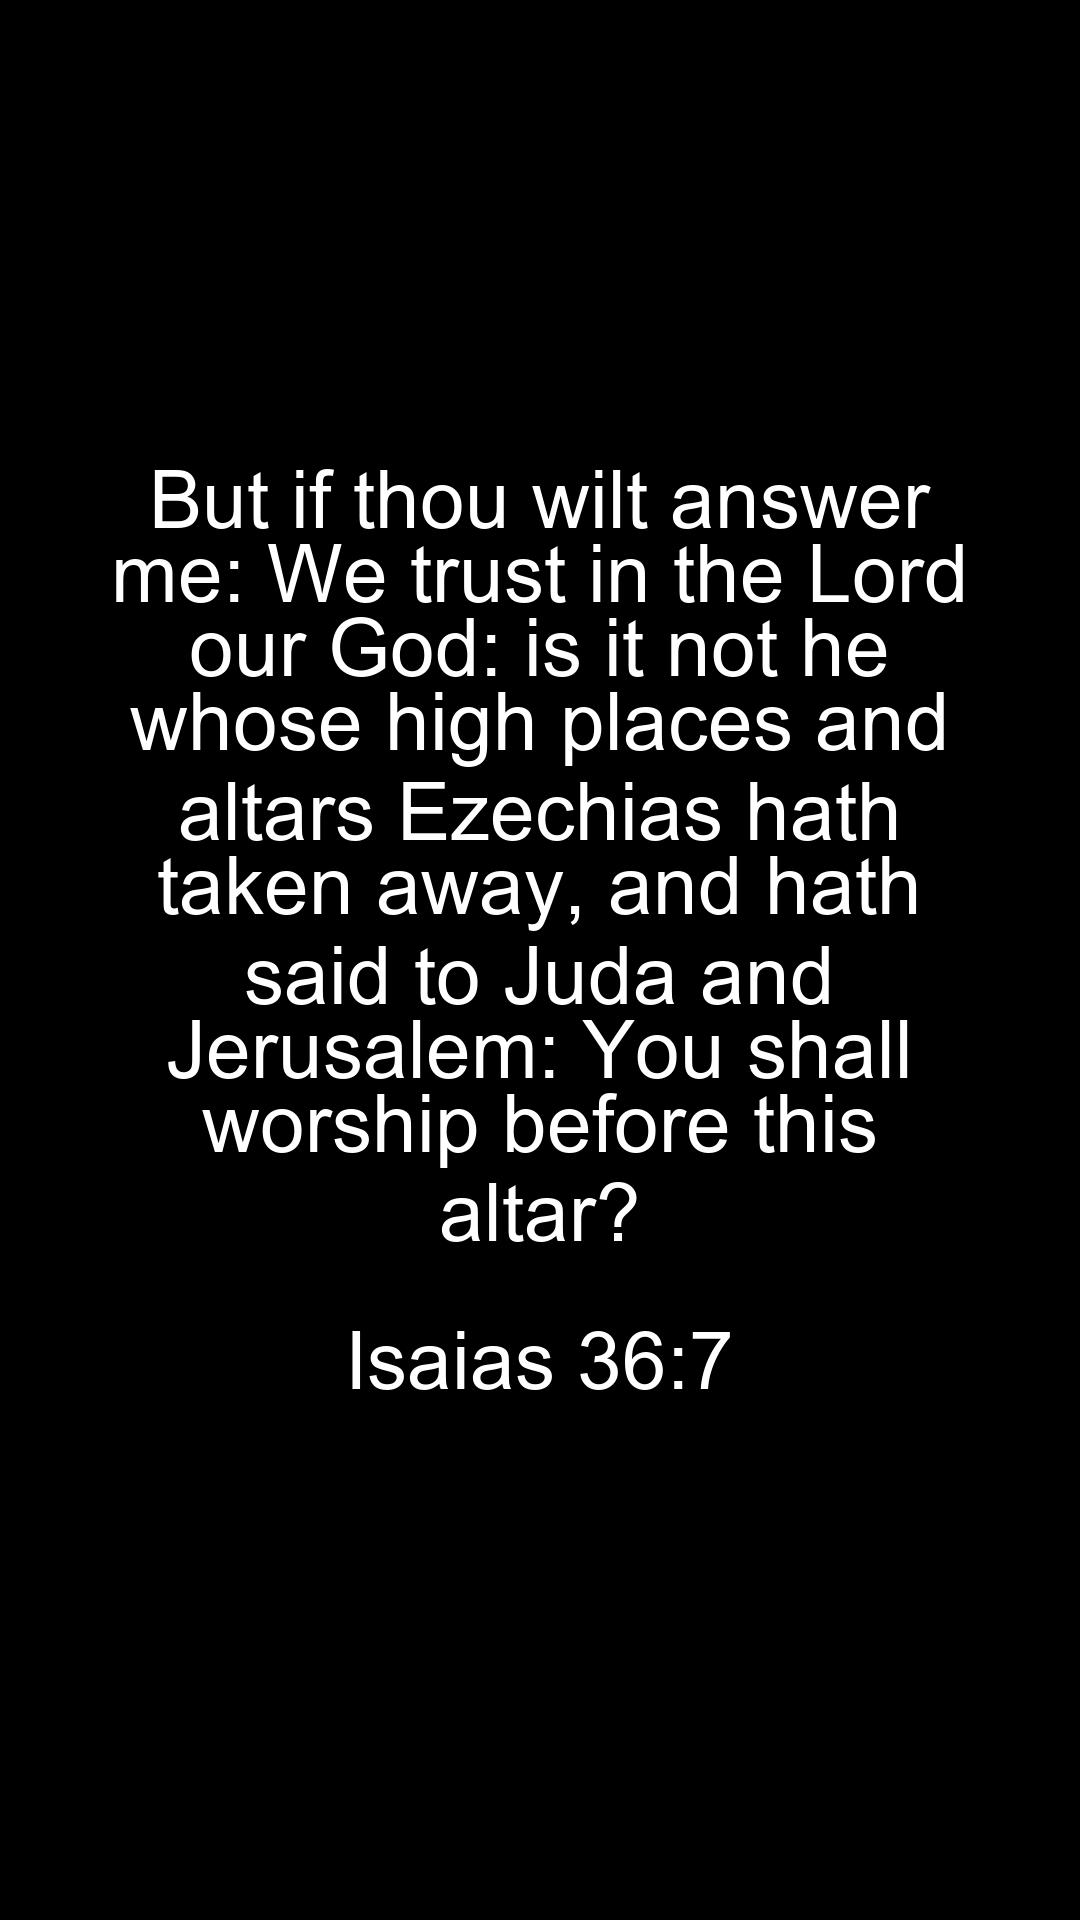 But if thou wilt answer
me: We trust in the Lord
our God: is it not he
whose high places and
altars Ezechias hath
taken away, and hath
said to Juda and
Jerusalem: You shall
worship before this
altar?
Isaias 36:7